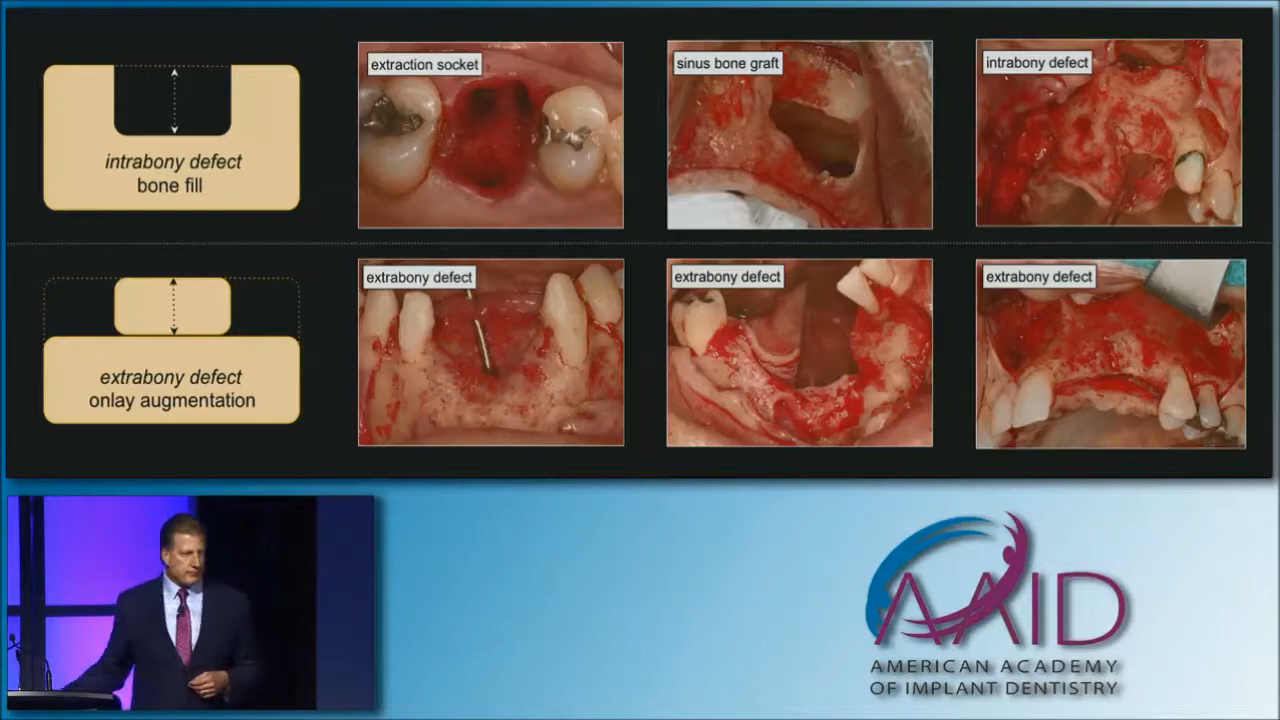 intrabony defect
bone fill
extraction socket
sinus bone graft
intrabony defect
extrabony defect
onlay augmentation
extrabony defect
extrabony defect
extrabony defect
AAID
AMERICAN ACADEMY
OF IMPLANT DENTISTRY